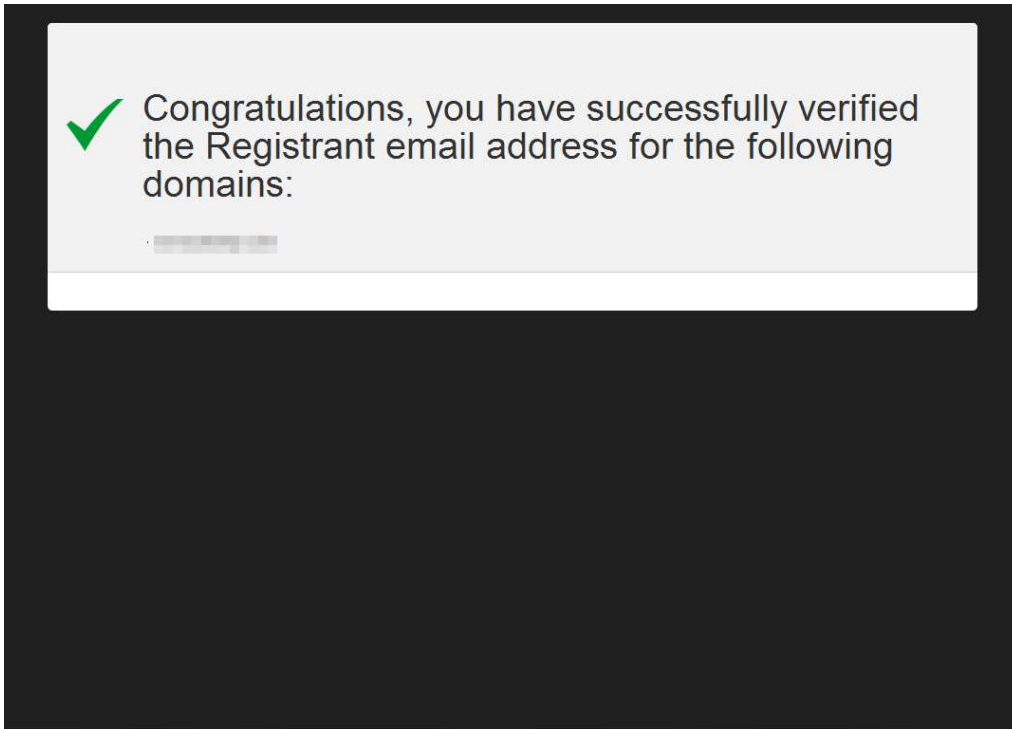 Congratulations, you have successfully verified
the Registrant email address for the following
domains: